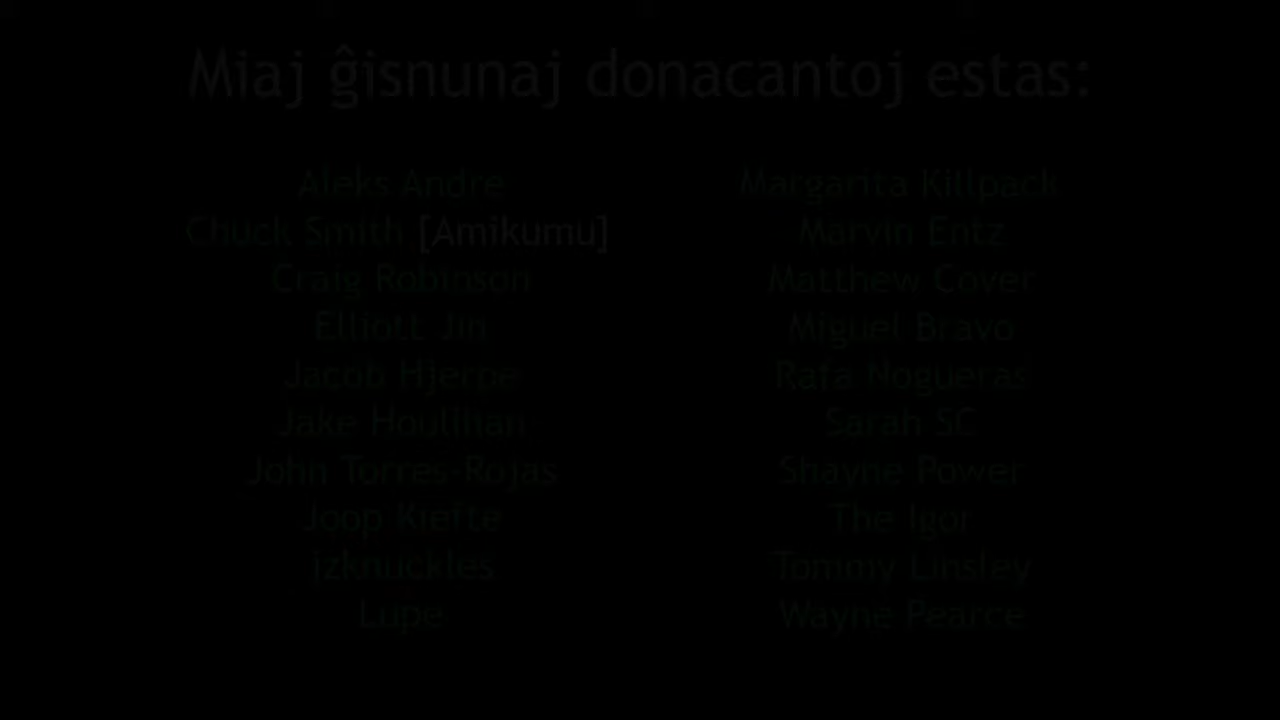 Miaj ĝisnunaj donacantoj estas:
Aleks Andre
Chuck Smith [Amikumu]
Craig Robinson
Elliott Jin
Jacob Hjerpe
Jake Houlihan
John Torres-Rojas
Joop Kiefte
jzknuckles
Lupe
Margarita Killpack
Marvin Entz
Matthew Cover
Miguel Bravo
Rafa Nogueras
Sarah SC
Shayne Power
The Igor
Tommy Linsley
Wayne Pearce